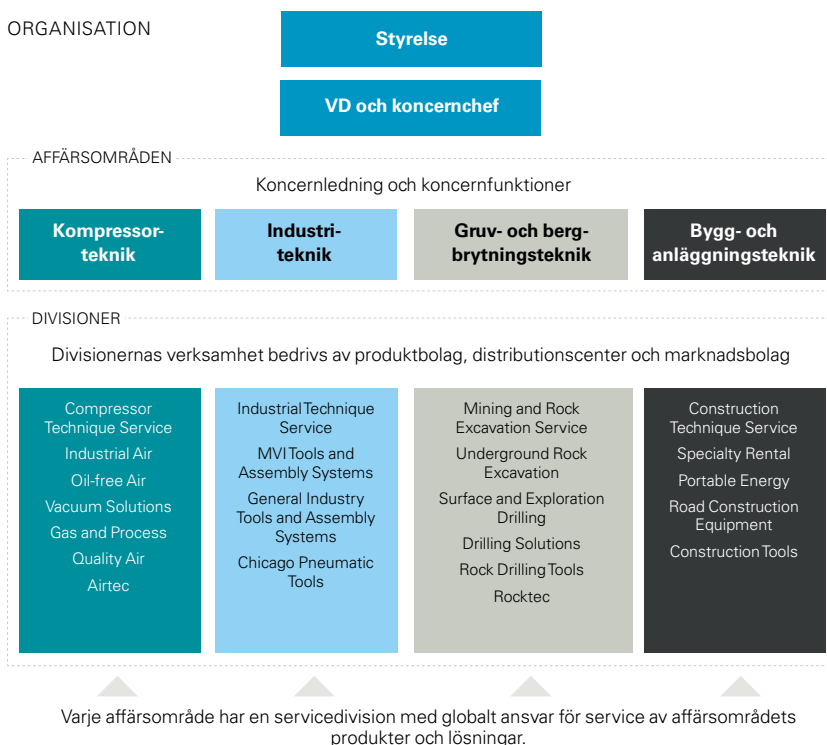 ORGANISATION
Styrelse
VD och koncernchef
AFFÄRSOMRÅDEN
Koncernledning och koncernfunktioner
Kompressor-
teknik
Industri-
teknik
Gruv- och berg-
brytningsteknik
Bygg- och
anläggningsteknik
DIVISIONER
Divisionernas verksamhet bedrivs av produktbolag, distributionscenter och marknadsbolag
Compressor
Technique Service
Industrial Air
Oil-free Air
Vacuum Solutions
Gas and Process
Quality Air
Airtec
Industrial Technique
Service
MVI Tools and
Assembly Systems
General Industry
Tools and Assembly
Systems
Chicago Pneumatic
Tools
Mining and Rock
Excavation Service
Underground Rock
Excavation
Surface and Exploration
Drilling
Drilling Solutions
Rock Drilling Tools
Rocktec
Construction
Technique Service
Specialty Rental
Portable Energy
Road Construction
Equipment
Construction Tools
Varje affärsområde har en servicedivision med globalt ansvar för service av affärsområdets
produkter och lösningar.